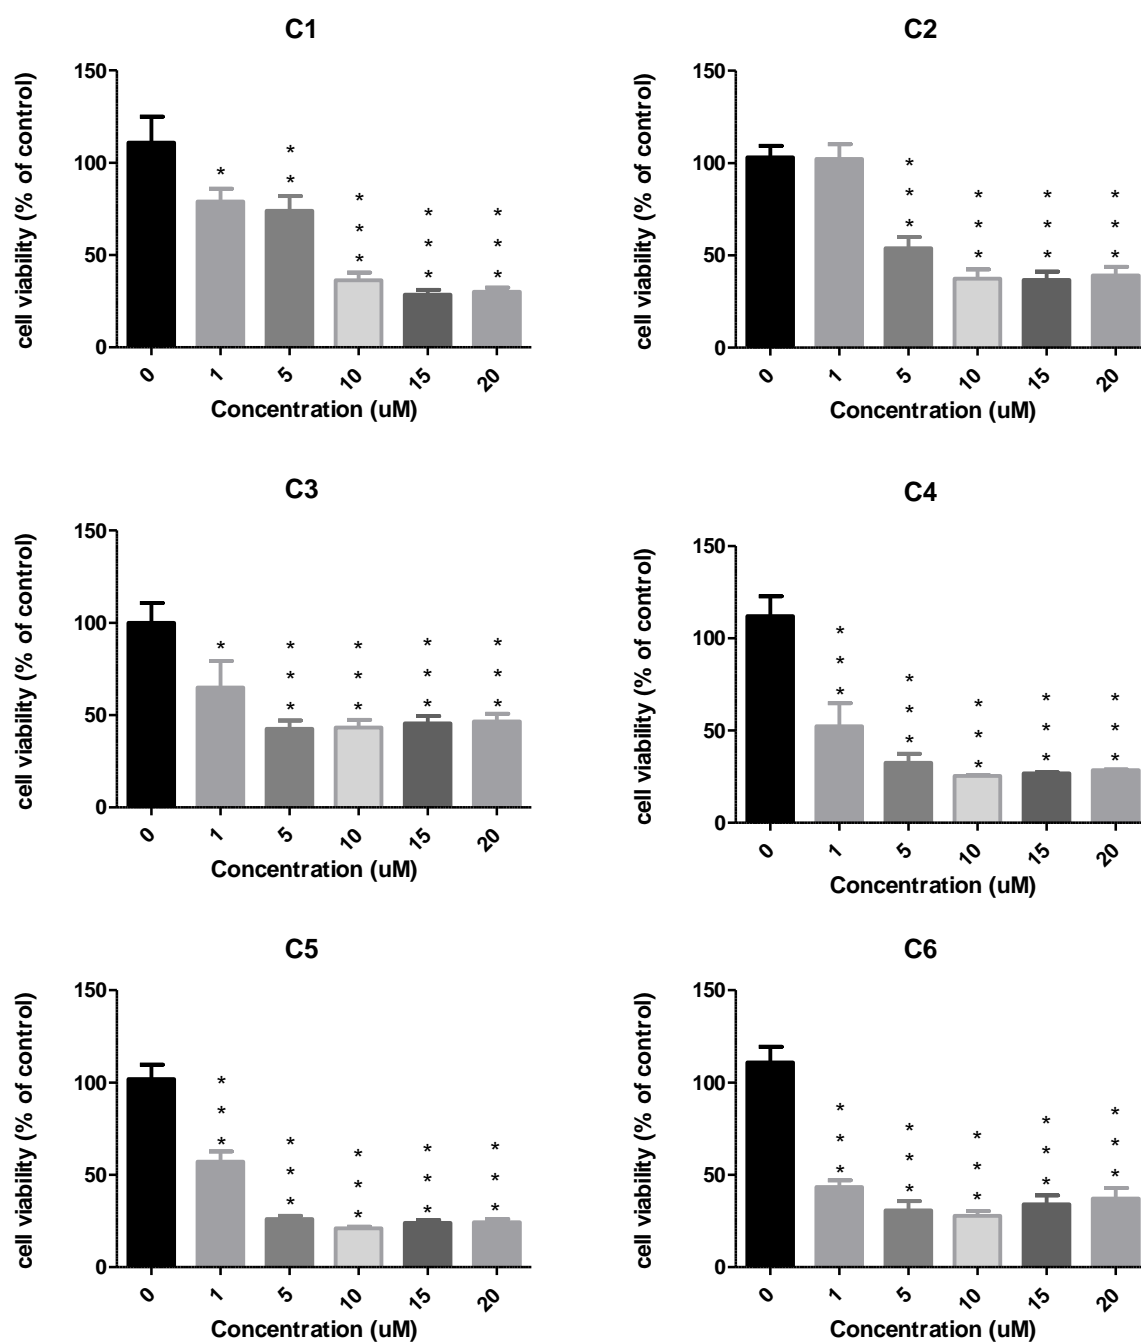 C1
cell viability (% of control)
150
100
50
0
*
* *
* * *
* * *
* * *
0 1 5 10 15 20
Concentration (uM)
C2
cell viability (% of control)
150
100
50
0
* * *
* * *
* * *
* * *
0 1 5 10 15 20
Concentration (uM)
C3
cell viability (% of control)
150
100
50
0
*
* * *
* * *
* * *
* * *
0 1 5 10 15 20
Concentration (uM)
C4
cell viability (% of control)
150
100
50
0
* * *
* * *
* * *
* * *
* * *
0 1 5 10 15 20
Concentration (uM)
C5
cell viability (% of control)
150
100
50
0
* * *
* * *
* * *
* * *
* * *
0 1 5 10 15 20
Concentration (uM)
C6
cell viability (% of control)
150
100
50
0
* * *
* * *
* * *
* * *
* * *
0 1 5 10 15 20
Concentration (uM)